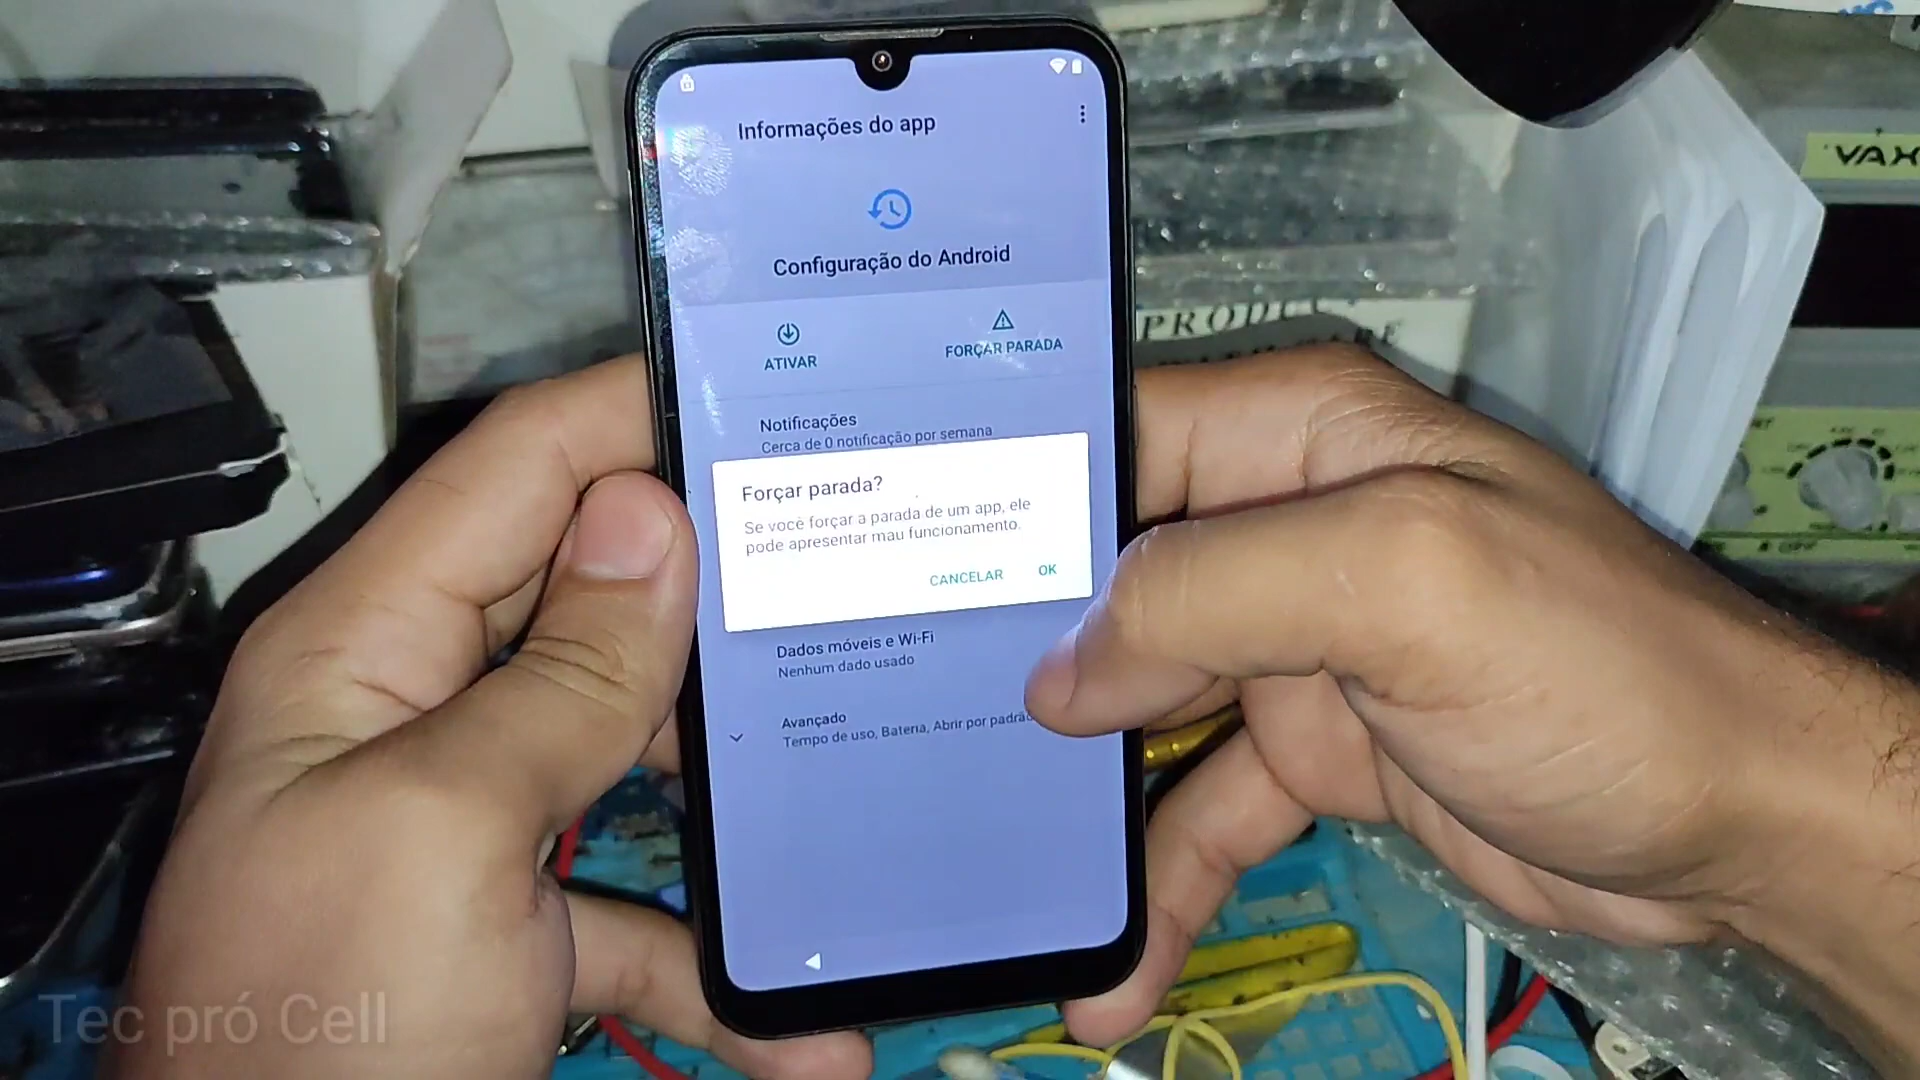 Informações do app
Configuração do Android
ATIVAR
FORÇAR PARADA
Notificações
Cerca de 0 notificação por semana
Forçar parada?
Se você forçar a parada de um app, ele
pode apresentar mau funcionamento.
CANCELAR
OK
Dados móveis e Wi-Fi
Nenhum dado usado
Avançado
Tempo de uso, Bateria, Abrir por padrão
Tec pró Cell